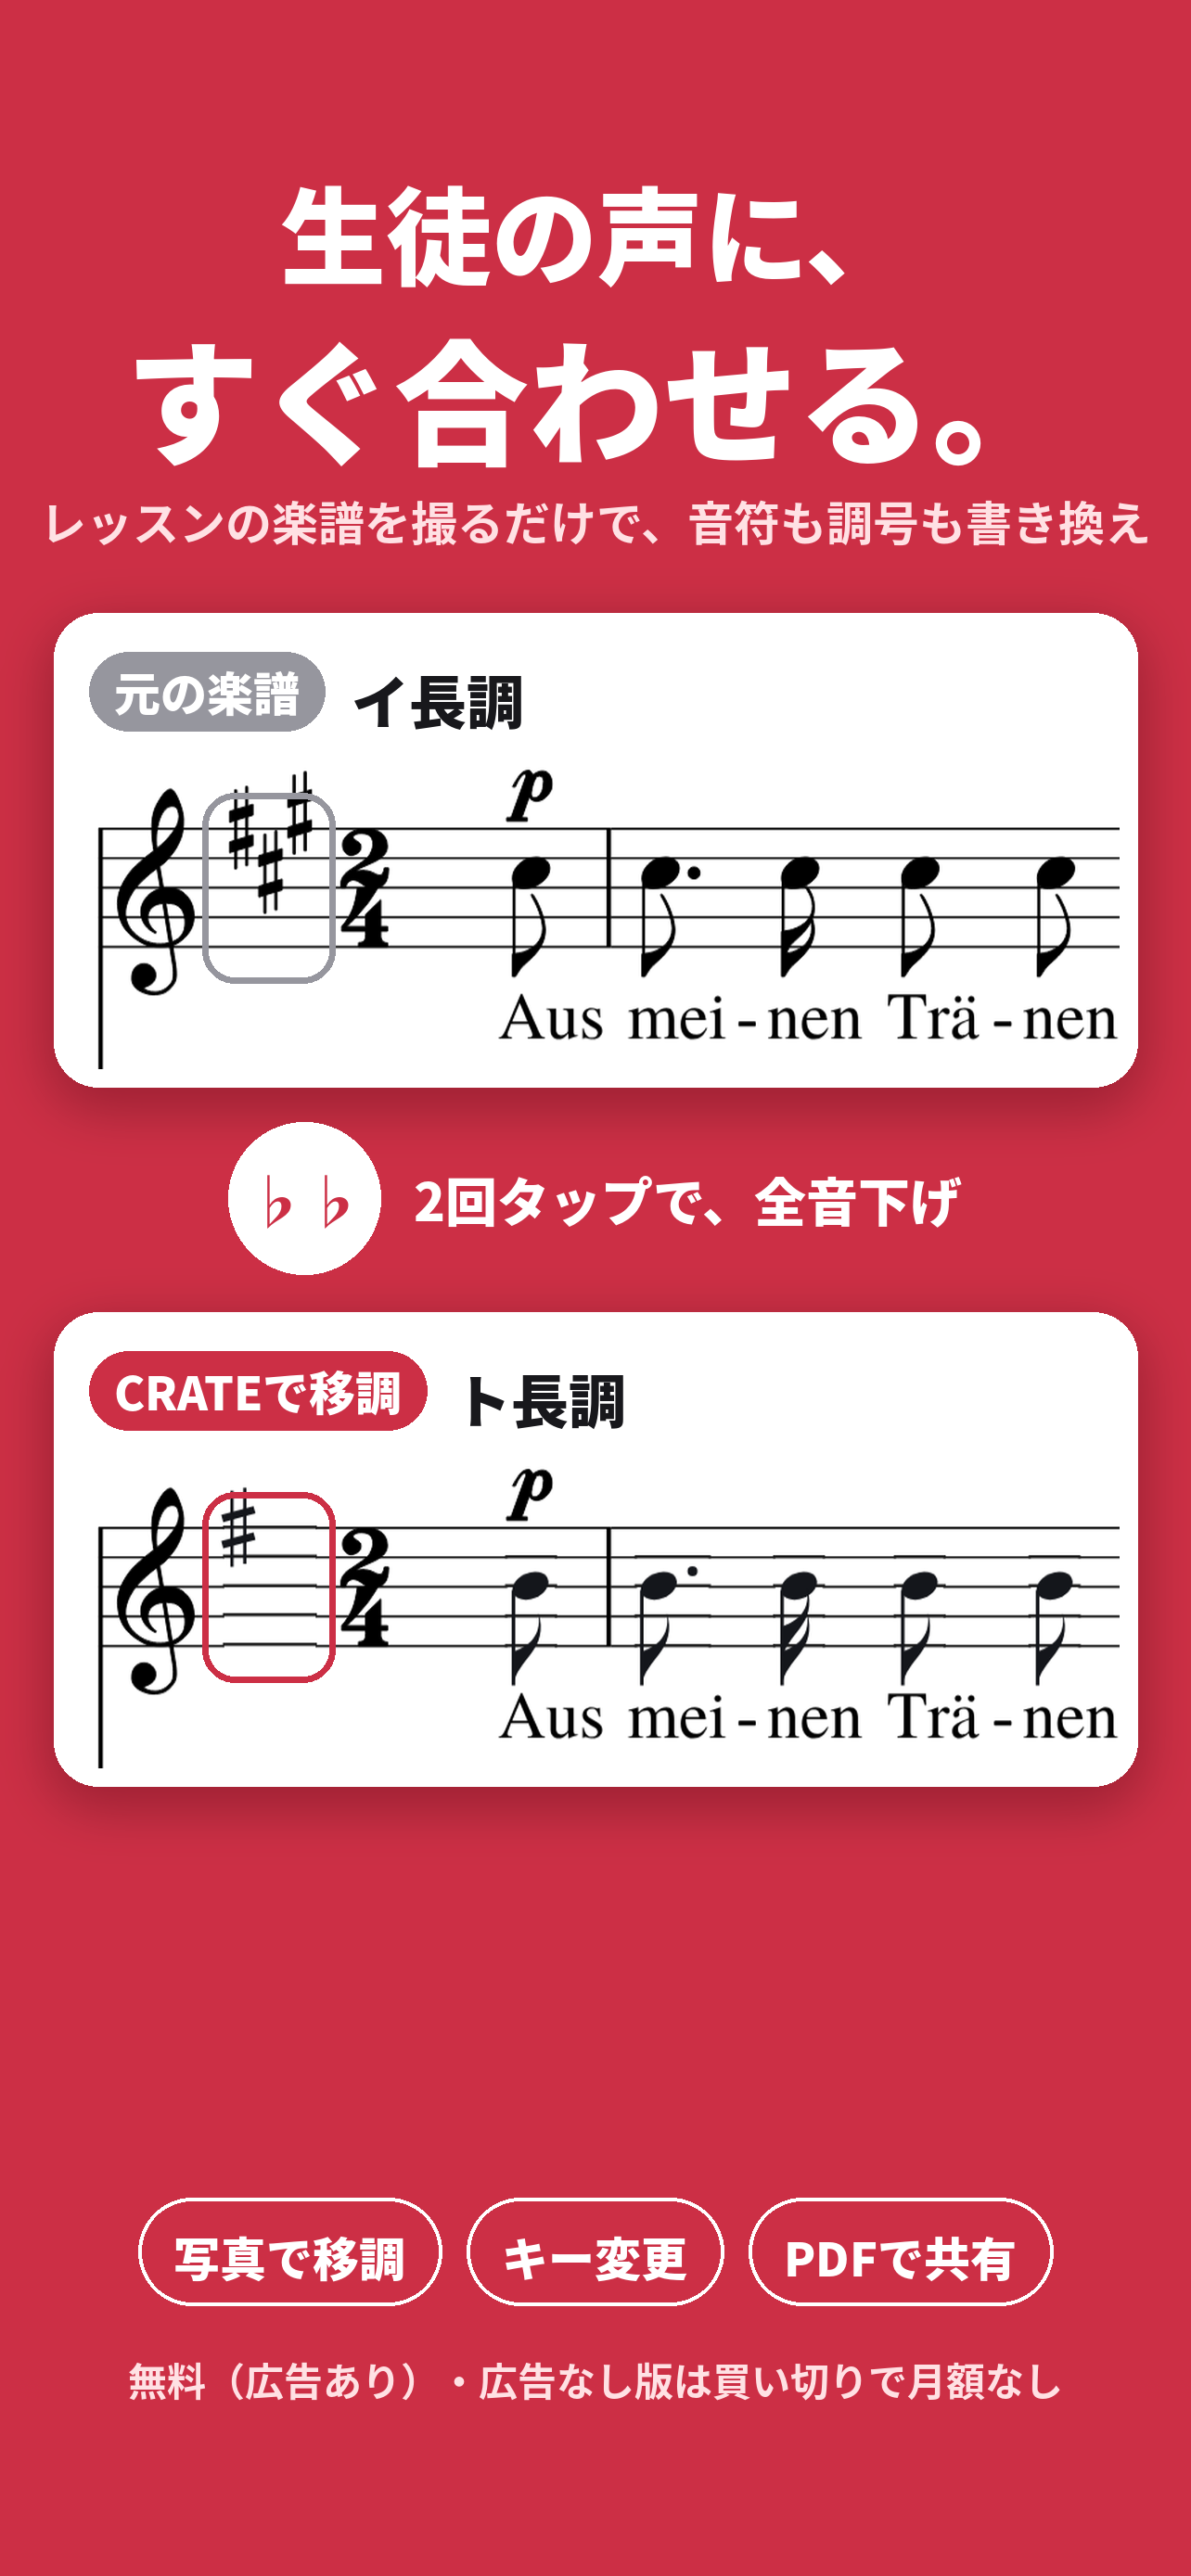 生徒の声に、
すぐ合わせる。
レッスンの楽譜を撮るだけで、音符も調号も書き換え
元の楽譜 イ長調
p
2
4
Aus mei - nen Trä - nen
♭♭ 2回タップで、全音下げ
CRATEで移調 ト長調
p
2
4
Aus mei - nen Trä - nen
写真で移調 キー変更 PDFで共有
無料（広告あり）・広告なし版は買い切りで月額なし